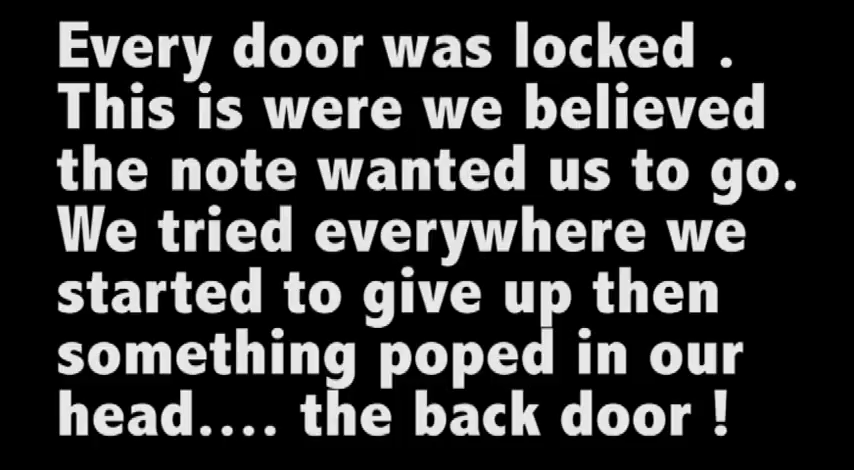 Every door was locked .
This is were we believed
the note wanted us to go.
We tried everywhere we
started to give up then
something poped in our
head.... the back door !